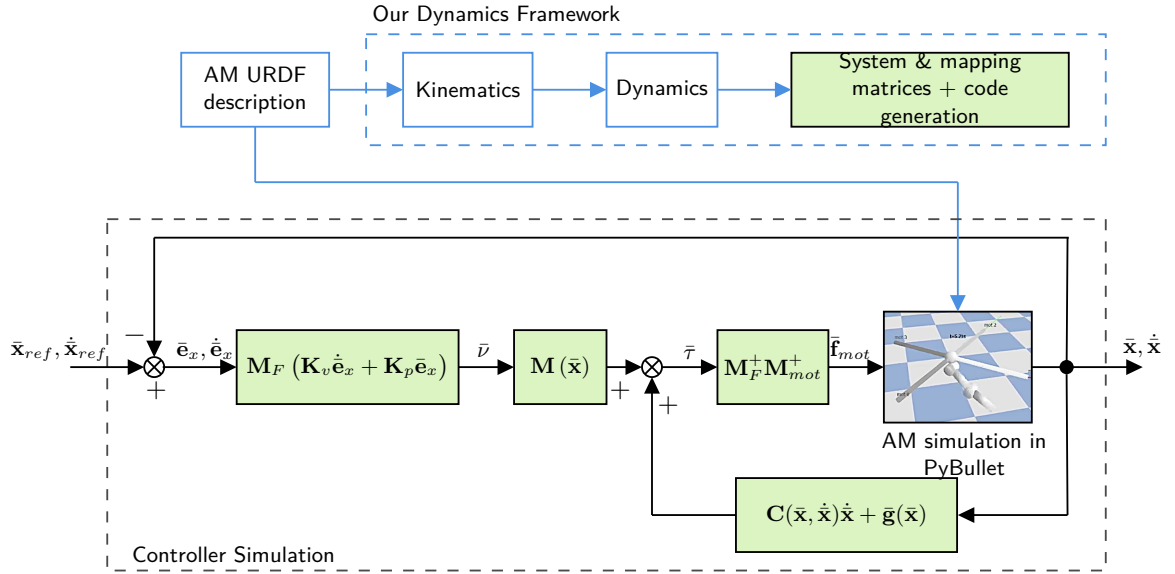 Our Dynamics Framework
AM URDF
description
Kinematics
Dynamics
System & mapping
matrices + code
generation
x̄_ref, ẋ̄_ref
−
+
ē_x, ė̄_x
M_F (K_v ė̄_x + K_p ē_x)
ν̄
M (x̄)
+
+
τ̄
M_F^+ M_mot^+
f̄_mot
x̄, ẋ̄
AM simulation in
PyBullet
C(x̄, ẋ̄)ẋ̄ + ḡ(x̄)
Controller Simulation